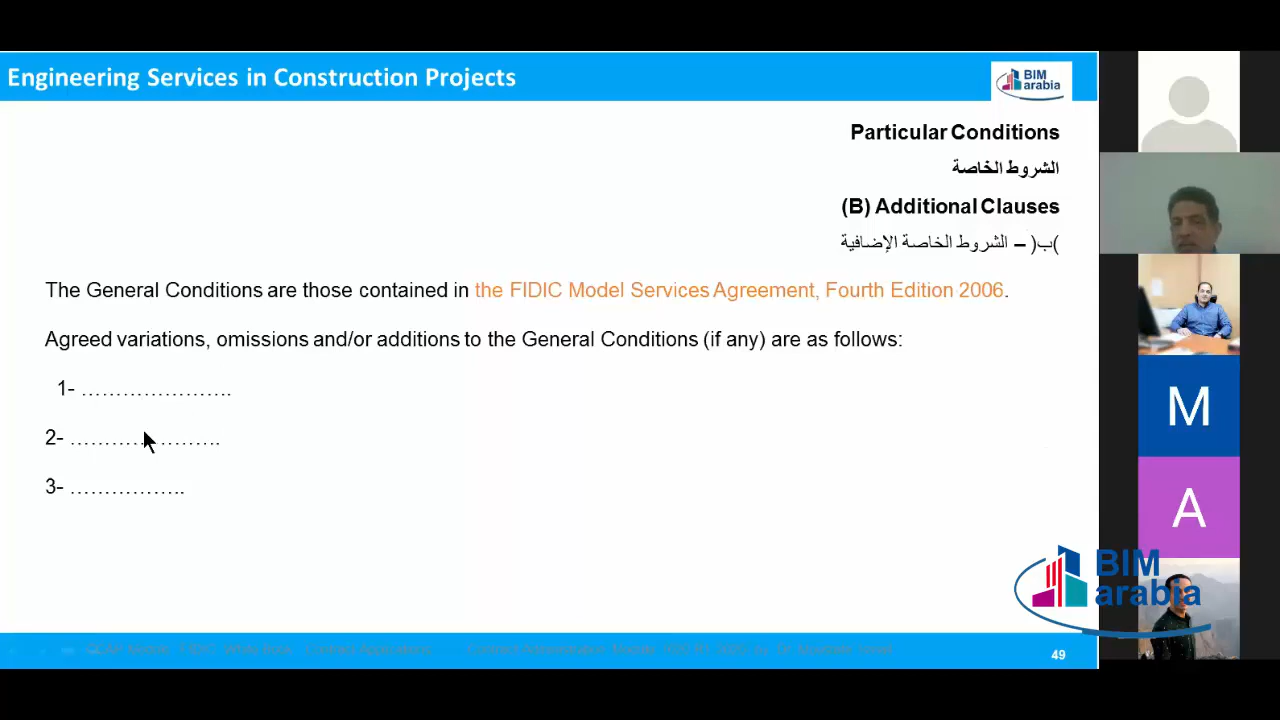 Engineering Services in Construction Projects
BIM
arabia
Particular Conditions
الشروط الخاصة
(B) Additional Clauses
)ب(– الشروط الخاصة الإضافية
The General Conditions are those contained in the FIDIC Model Services Agreement, Fourth Edition 2006.
Agreed variations, omissions and/or additions to the General Conditions (if any) are as follows:
1- ………………….
2- ………………….
3- ……………..
M
A
BIM
arabia
49